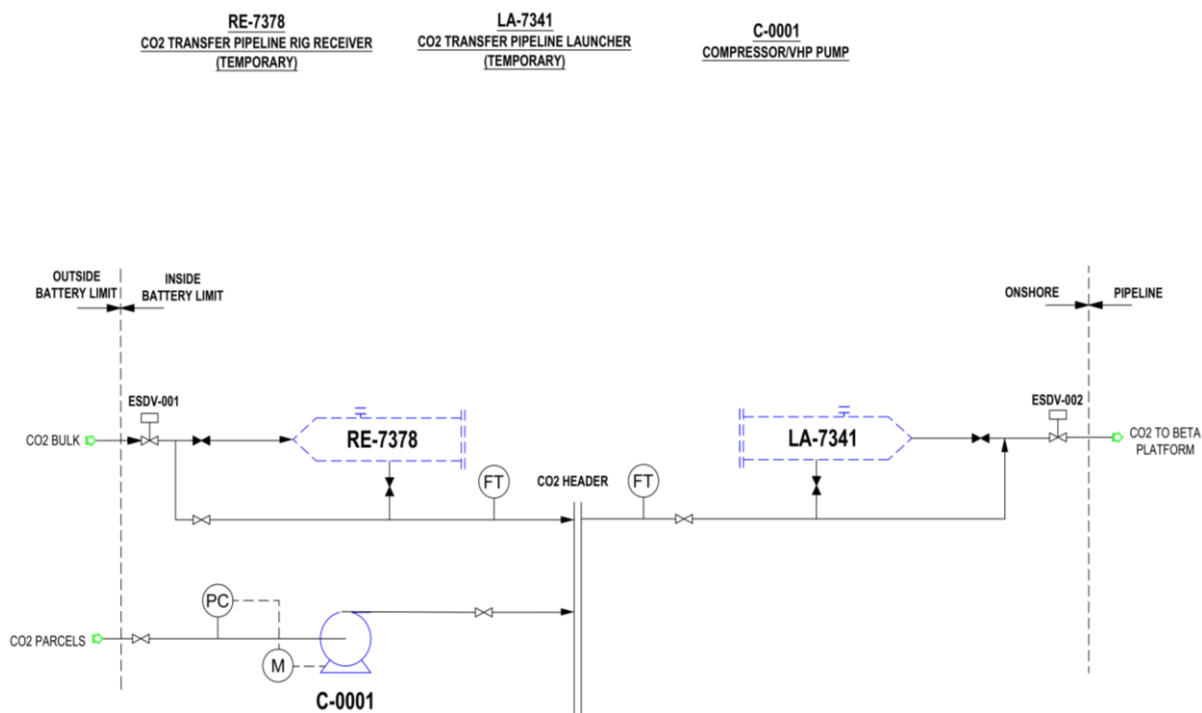 RE-7378
CO2 TRANSFER PIPELINE RIG RECEIVER
(TEMPORARY)
LA-7341
CO2 TRANSFER PIPELINE LAUNCHER
(TEMPORARY)
C-0001
COMPRESSOR/VHP PUMP
OUTSIDE
BATTERY LIMIT
INSIDE
BATTERY LIMIT
ONSHORE
PIPELINE
ESDV-001
ESDV-002
CO2 BULK
RE-7378
LA-7341
CO2 TO BETA
PLATFORM
FT
CO2 HEADER
FT
PC
CO2 PARCELS
M
C-0001